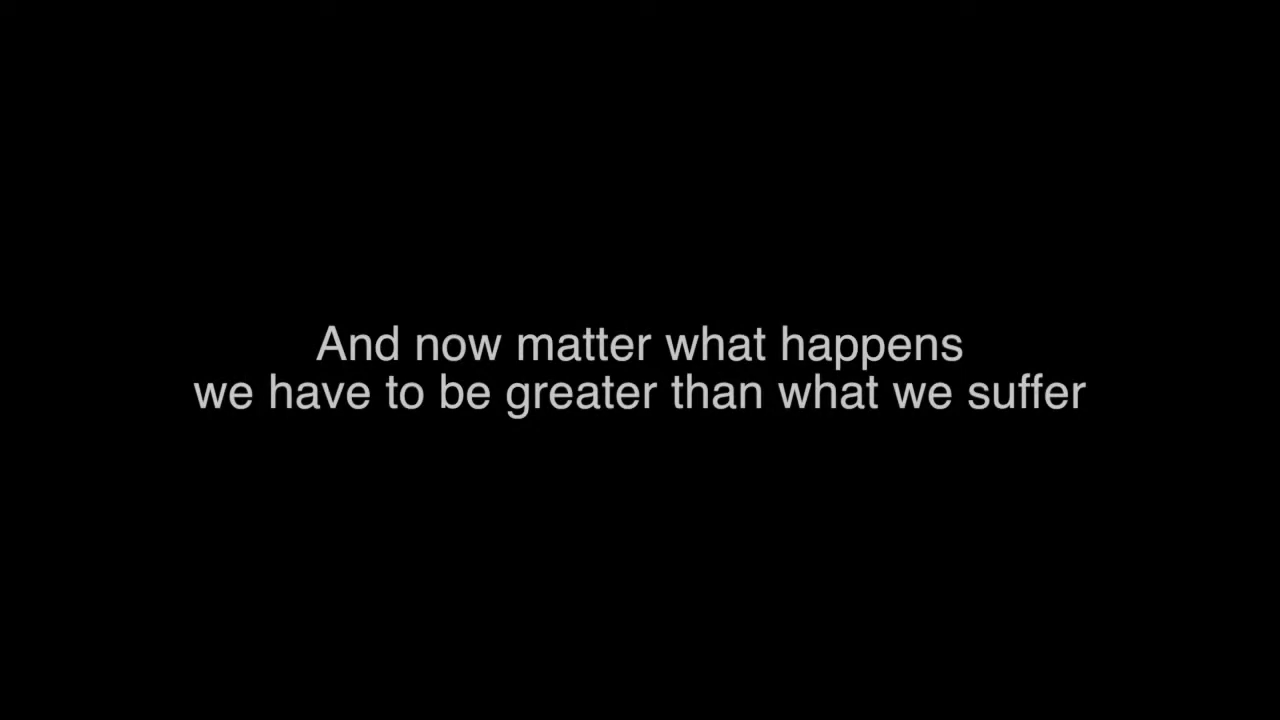 And now matter what happens
we have to be greater than what we suffer